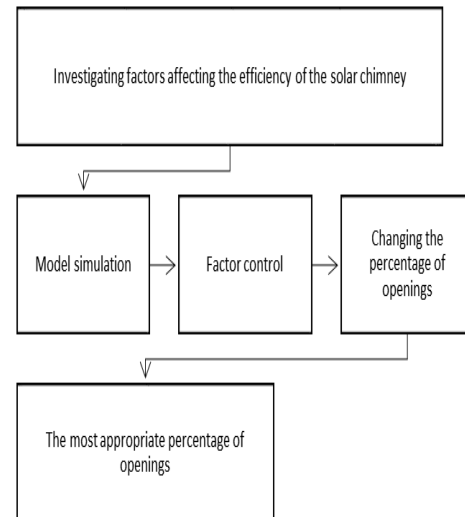 Investigating factors affecting the efficiency of the solar chimney
Model simulation
Factor control
Changing the
percentage of
openings
The most appropriate percentage of
openings